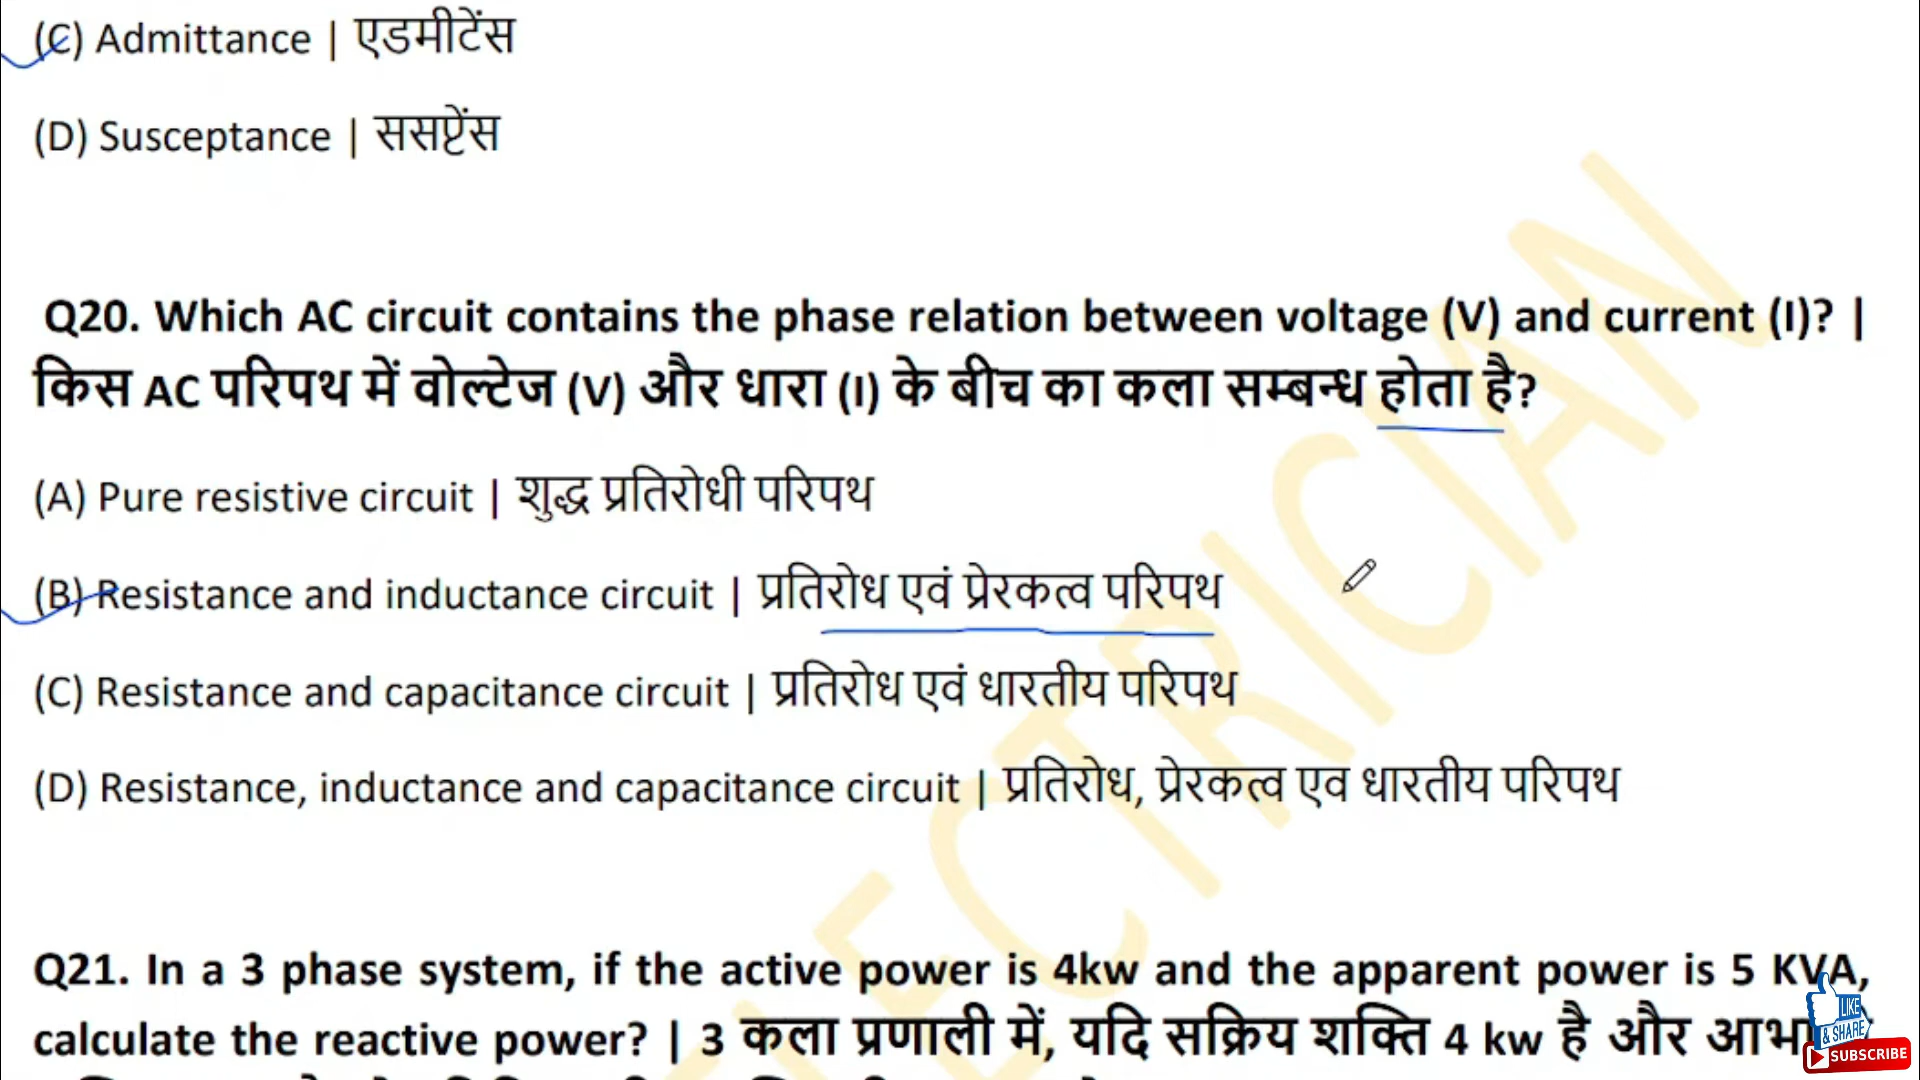 (C) Admittance | एडमीटेंस
(D) Susceptance | ससप्टेंस
Q20. Which AC circuit contains the phase relation between voltage (V) and current (I)? |
किस AC परिपथ में वोल्टेज (V) और धारा (I) के बीच का कला सम्बन्ध होता है?
(A) Pure resistive circuit | शुद्ध प्रतिरोधी परिपथ
(B) Resistance and inductance circuit | प्रतिरोध एवं प्रेरकत्व परिपथ
(C) Resistance and capacitance circuit | प्रतिरोध एवं धारतीय परिपथ
(D) Resistance, inductance and capacitance circuit | प्रतिरोध, प्रेरकत्व एव धारतीय परिपथ
ELECTRICIAN
Q21. In a 3 phase system, if the active power is 4kw and the apparent power is 5 KVA,
calculate the reactive power? | 3 कला प्रणाली में, यदि सक्रिय शक्ति 4 kw है और
LIKE
& SHARE
SUBSCRIBE